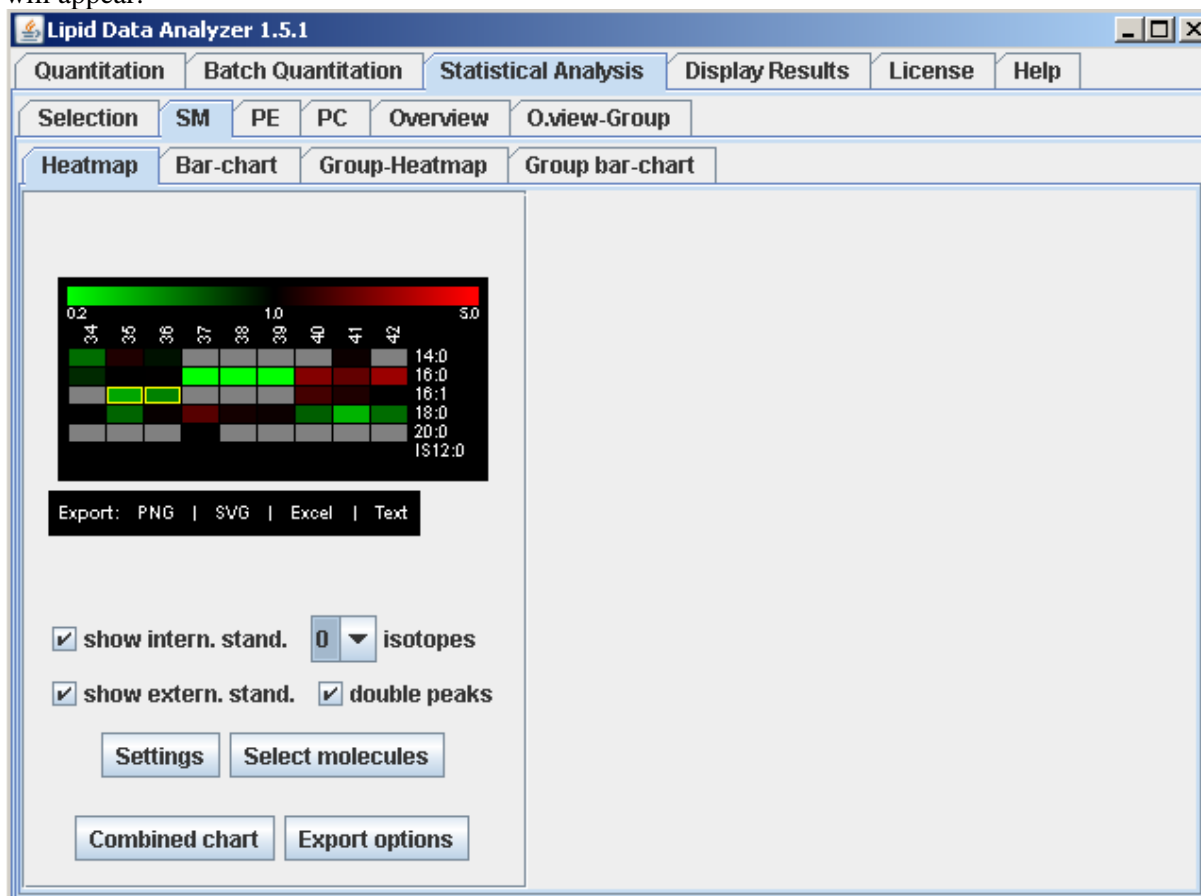 will appear.
Lipid Data Analyzer 1.5.1
Quantitation Batch Quantitation Statistical Analysis Display Results License Help
Selection SM PE PC Overview O.view-Group
Heatmap Bar-chart Group-Heatmap Group bar-chart
0.2 1.0 5.0
34 35 36 37 38 39 40 41 42
14:0
16:0
16:1
18:0
20:0
IS12:0
Export: PNG | SVG | Excel | Text
show intern. stand. 0 isotopes
show extern. stand. double peaks
Settings Select molecules
Combined chart Export options